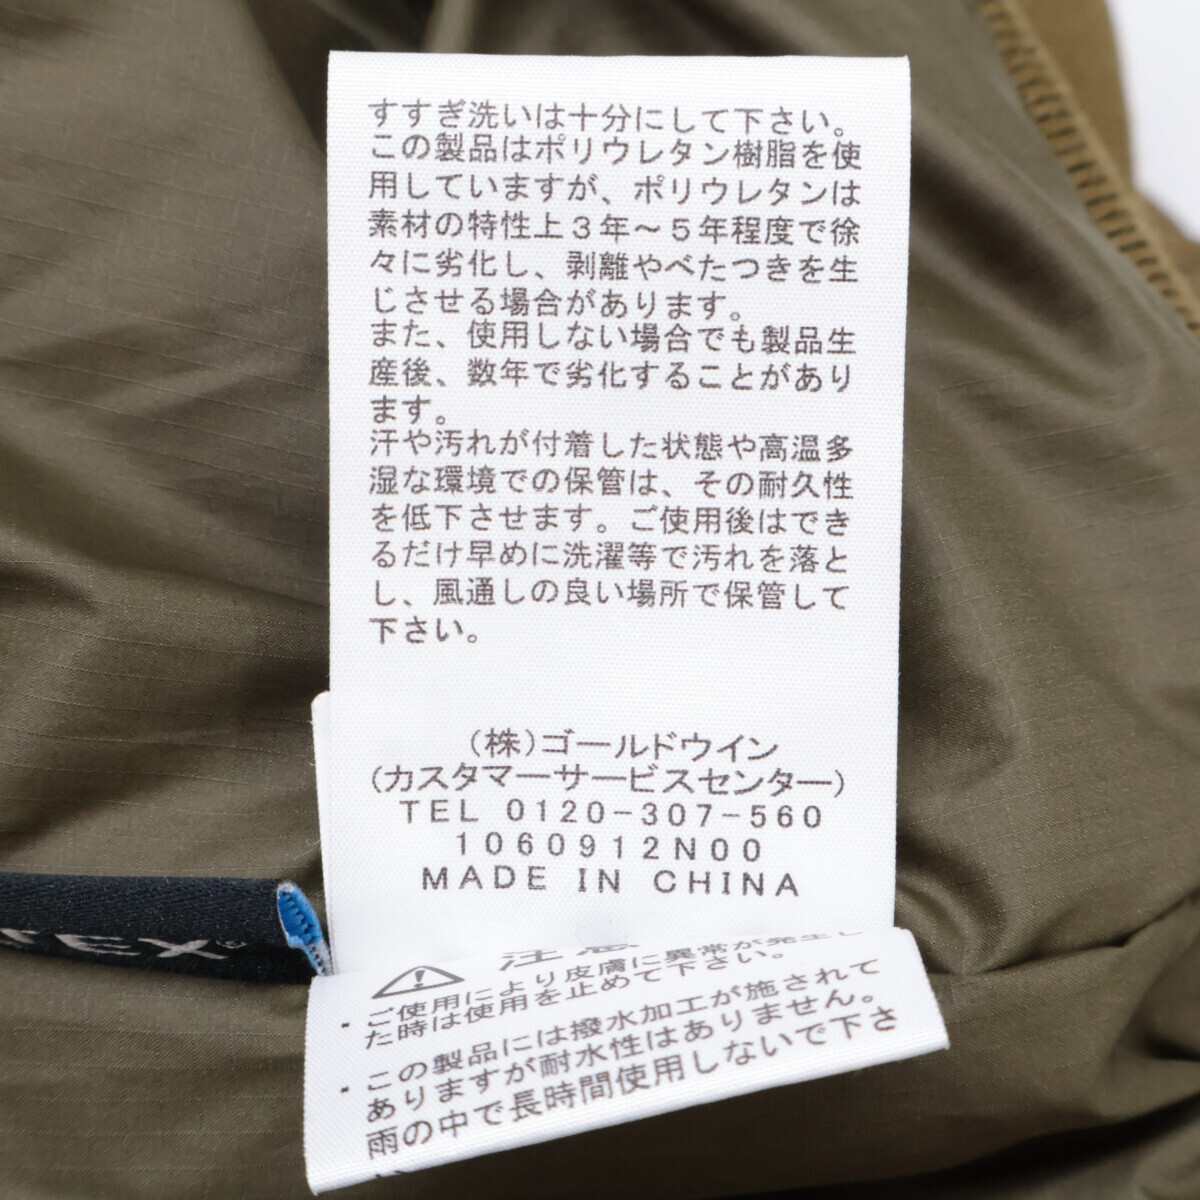 すすぎ洗いは十分にして下さい。
この製品はポリウレタン樹脂を使
用していますが、ポリウレタンは
素材の特性上３年～５年程度で徐
々に劣化し、剥離やべたつきを生
じさせる場合があります。
また、使用しない場合でも製品生
産後、数年で劣化することがあり
ます。
汗や汚れが付着した状態や高温多
湿な環境での保管は、その耐久性
を低下させます。ご使用後はでき
るだけ早めに洗濯等で汚れを落と
し、風通しの良い場所で保管して
下さい。
(株)ゴールドウイン
(カスタマーサービスセンター)
TEL 0120-307-560
1060912N00
MADE IN CHINA
TEX
注意
・ご使用により皮膚に異常が発生し
た時は使用を止めて下さい。
・この製品には撥水加工が施されて
ありますが耐水性はありません。
雨の中で長時間使用しないで下さ